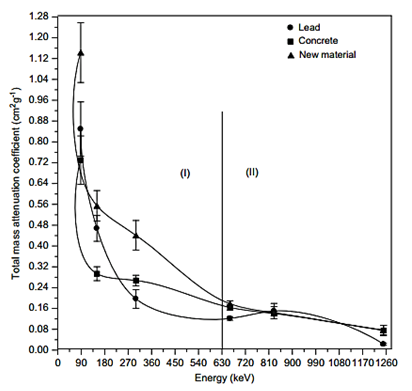 1.28
1.20
1.12
1.04
0.96
0.88
0.80
0.72
0.64
0.56
0.48
0.40
0.32
0.24
0.16
0.08
0.00
Total mass attenuation coefficient (cm²g⁻¹)
Lead
Concrete
New material
(I) (II)
0 90 180 270 360 450 540 630 720 810 900 990 1080 1170 1260
Energy (keV)